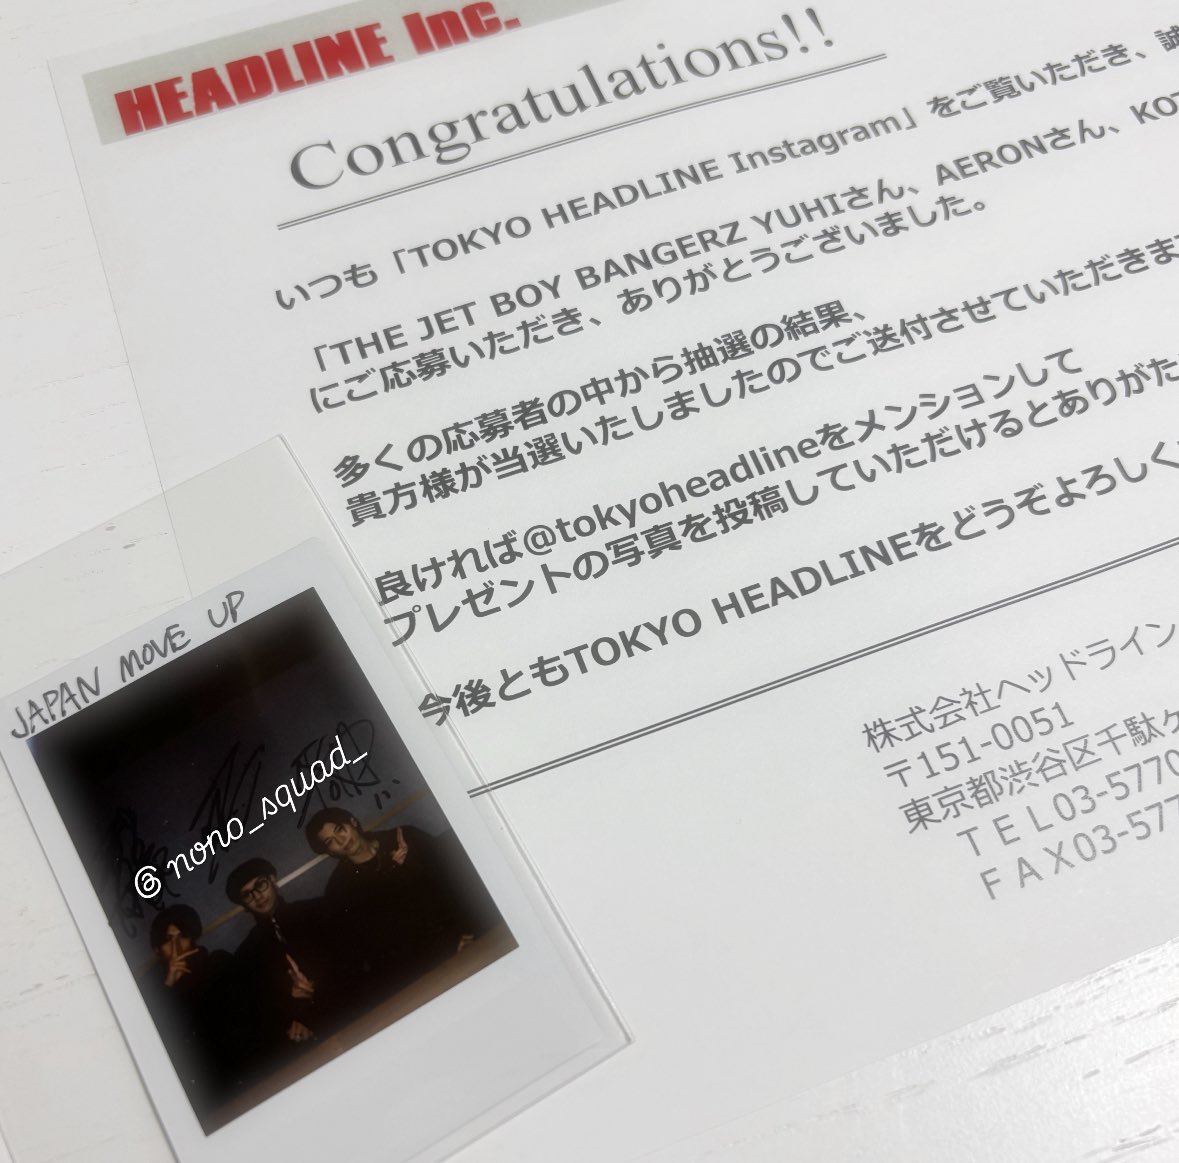 HEADLINE Inc.
Congratulations!!
いつも「TOKYO HEADLINE Instagram」をご覧いただき、誠
「THE JET BOY BANGERZ YUHIさん、AERONさん、KOT
にご応募いただき、ありがとうございました。
多くの応募者の中から抽選の結果、
貴方様が当選いたしましたのでご送付させていただきま
良ければ@tokyoheadlineをメンションして
プレゼントの写真を投稿していただけるとありがた
今後ともTOKYO HEADLINEをどうぞよろしく
株式会社ヘッドライン
〒151-0051
東京都渋谷区千駄ケ
ＴＥＬ03-5770
ＦＡＸ03-577
JAPAN MOVE UP
@nono_squad_